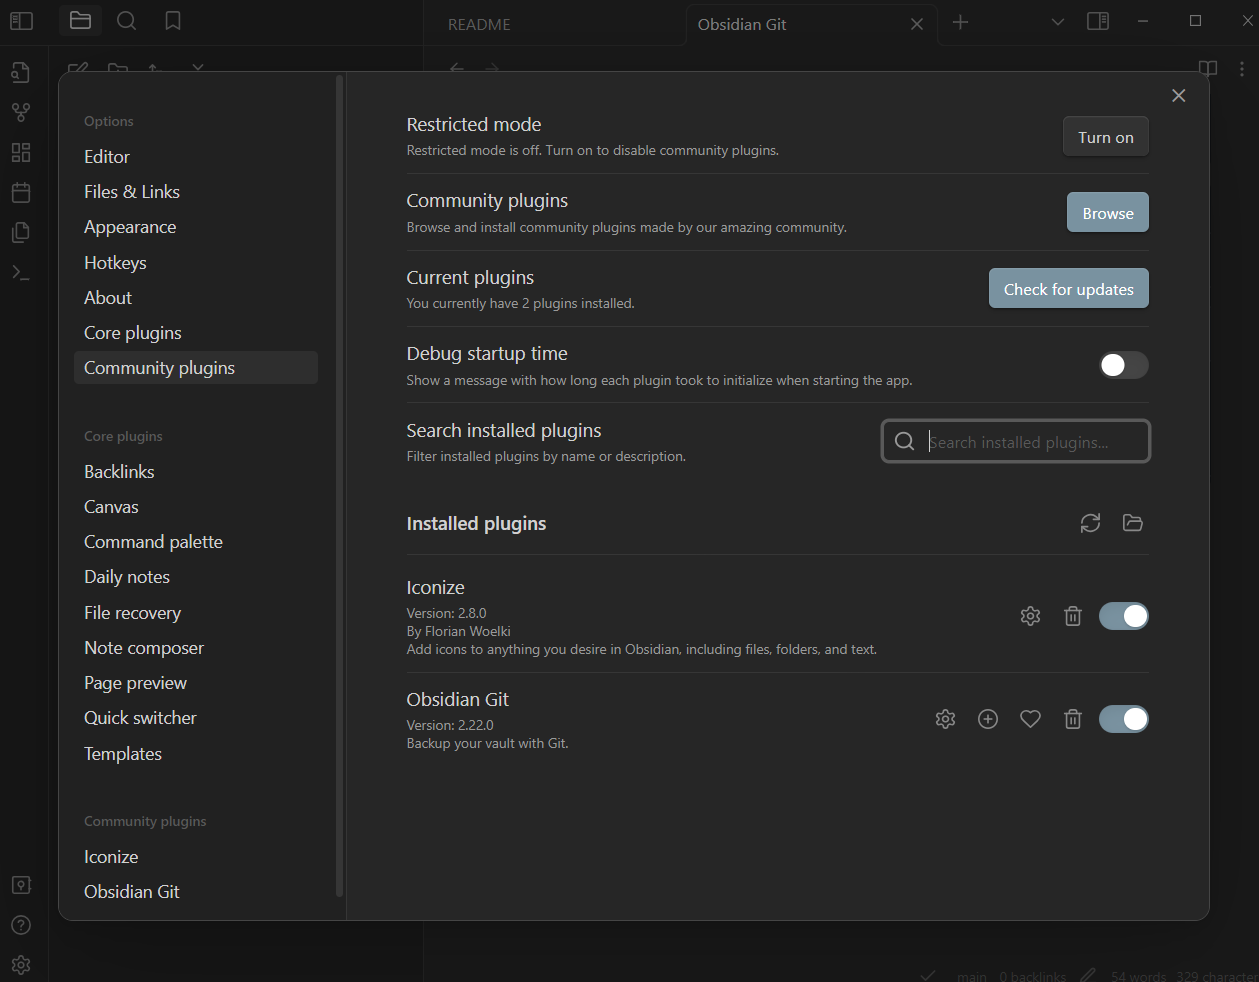 README
Obsidian Git
Options
Editor
Files & Links
Appearance
Hotkeys
About
Core plugins
Community plugins
Core plugins
Backlinks
Canvas
Command palette
Daily notes
File recovery
Note composer
Page preview
Quick switcher
Templates
Community plugins
Iconize
Obsidian Git
Restricted mode
Restricted mode is off. Turn on to disable community plugins.
Turn on
Community plugins
Browse and install community plugins made by our amazing community.
Browse
Current plugins
You currently have 2 plugins installed.
Check for updates
Debug startup time
Show a message with how long each plugin took to initialize when starting the app.
Search installed plugins
Filter installed plugins by name or description.
Search installed plugins...
Installed plugins
Iconize
Version: 2.8.0
By Florian Woelki
Add icons to anything you desire in Obsidian, including files, folders, and text.
Obsidian Git
Version: 2.22.0
Backup your vault with Git.
main 0 backlinks 54 words 329 character